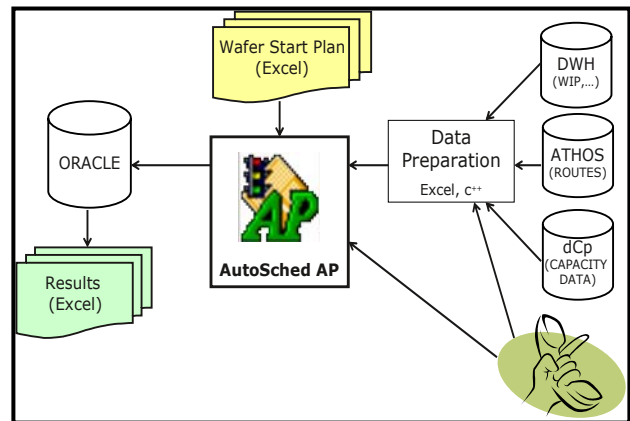 Wafer Start Plan
(Excel)
DWH
(WIP,...)
ORACLE
AP
AutoSched AP
Data
Preparation
Excel, c++
ATHOS
(ROUTES)
dCp
(CAPACITY
DATA)
Results
(Excel)